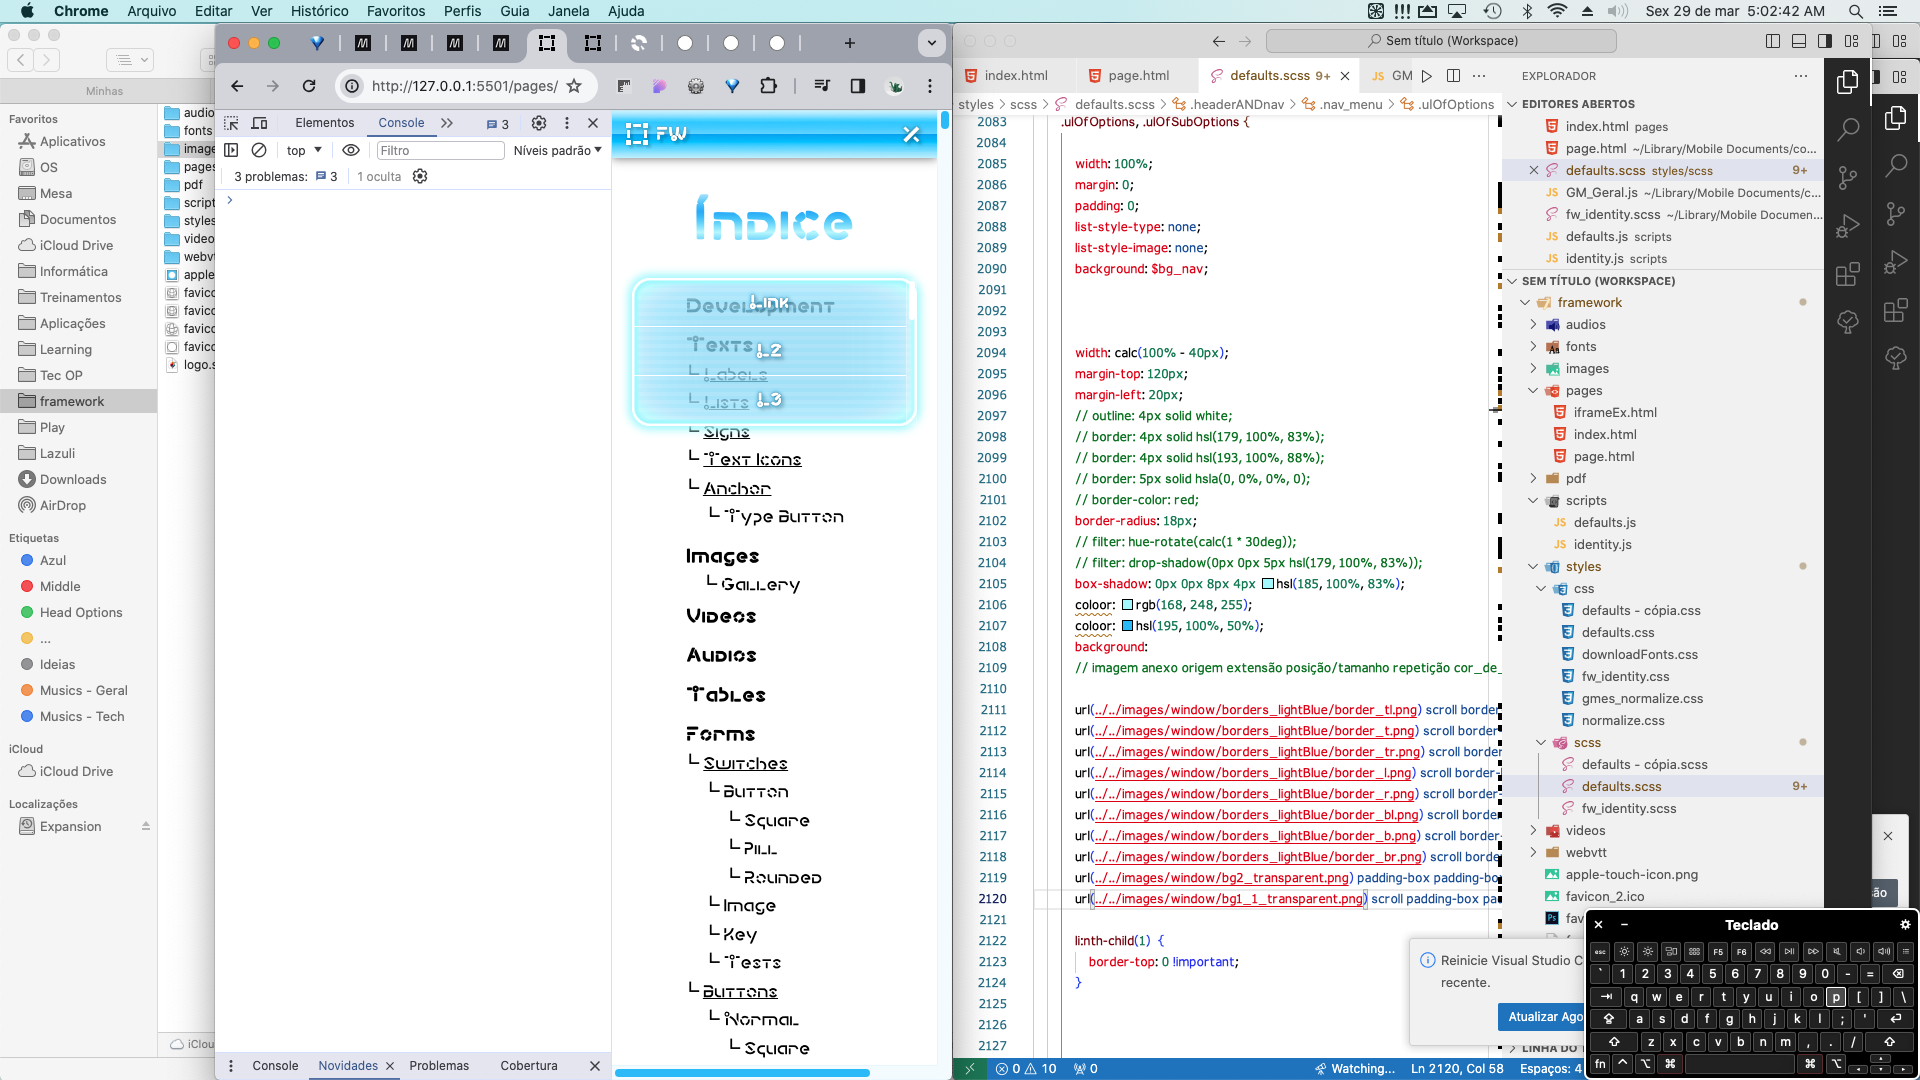 Chrome Arquivo Editar Ver Histórico Favoritos Perfis Guia Janela Ajuda
Sex 29 de mar 5:02:42 AM
Minhas
Favoritos
Aplicativos
OS
Mesa
Documentos
iCloud Drive
Informática
Treinamentos
Aplicações
Learning
Tec OP
framework
Play
Lazuli
Downloads
AirDrop
Etiquetas
Azul
Middle
Head Options
...
Ideias
Musics - Geral
Musics - Tech
iCloud
iCloud Drive
Localizações
Expansion
audio
fonts
image
pages
pdf
script
styles
video
webvt
apple
favico
favico
favico
favico
logo.s
iClou
http://127.0.0.1:5501/pages/
Elementos Console 3
top Filtro Níveis padrão
3 problemas: 3 1 oculta
Console Novidades Problemas Cobertura
FW
Índice
Development
Link
Texts
L2
Labels
Lists
L3
Signs
Text Icons
Anchor
Type Button
Images
Gallery
Videos
Audios
Tables
Forms
Switches
Button
Square
Pill
Rounded
Image
Key
Tests
Buttons
Normal
Square
Sem título (Workspace)
index.html page.html defaults.scss 9+ GM
styles > scss > defaults.scss > .headerANDnav > .nav_menu > .ulOfOptions
2083 .ulOfOptions, .ulOfSubOptions {
2084
2085 width: 100%;
2086 margin: 0;
2087 padding: 0;
2088 list-style-type: none;
2089 list-style-image: none;
2090 background: $bg_nav;
2091
2092
2093
2094 width: calc(100% - 40px);
2095 margin-top: 120px;
2096 margin-left: 20px;
2097 // outline: 4px solid white;
2098 // border: 4px solid hsl(179, 100%, 83%);
2099 // border: 4px solid hsl(193, 100%, 88%);
2100 // border: 5px solid hsla(0, 0%, 0%, 0);
2101 // border-color: red;
2102 border-radius: 18px;
2103 // filter: hue-rotate(calc(1 * 30deg));
2104 // filter: drop-shadow(0px 0px 5px hsl(179, 100%, 83%));
2105 box-shadow: 0px 0px 8px 4px hsl(185, 100%, 83%);
2106 coloor: rgb(168, 248, 255);
2107 coloor: hsl(195, 100%, 50%);
2108 background:
2109 // imagem anexo origem extensão posição/tamanho repetição cor_de_
2110
2111 url(../../images/window/borders_lightBlue/border_tl.png) scroll border-
2112 url(../../images/window/borders_lightBlue/border_t.png) scroll border-
2113 url(../../images/window/borders_lightBlue/border_tr.png) scroll border-
2114 url(../../images/window/borders_lightBlue/border_l.png) scroll border-
2115 url(../../images/window/borders_lightBlue/border_r.png) scroll border-
2116 url(../../images/window/borders_lightBlue/border_bl.png) scroll border-
2117 url(../../images/window/borders_lightBlue/border_b.png) scroll border-
2118 url(../../images/window/borders_lightBlue/border_br.png) scroll borde
2119 url(../../images/window/bg2_transparent.png) padding-box padding-bo
2120 url(../../images/window/bg1_1_transparent.png) scroll padding-box pa
2121
2122 li:nth-child(1) {
2123 border-top: 0 !important;
2124 }
2125
2126
2127
EXPLORADOR
EDITORES ABERTOS
index.html pages
page.html ~/Library/Mobile Documents/co...
defaults.scss styles/scss 9+
GM_Geral.js ~/Library/Mobile Documents/c...
fw_identity.scss ~/Library/Mobile Documen...
defaults.js scripts
identity.js scripts
SEM TÍTULO (WORKSPACE)
framework
audios
fonts
images
pages
iframeEx.html
index.html
page.html
pdf
scripts
defaults.js
identity.js
styles
css
defaults - cópia.css
defaults.css
downloadFonts.css
fw_identity.css
gmes_normalize.css
normalize.css
scss
defaults - cópia.scss
defaults.scss 9+
fw_identity.scss
videos
webvtt
apple-touch-icon.png
favicon_2.ico
fav
LINHA DO T
Reinicie Visual Studio C
recente.
Atualizar Ago
ão
0 10 0 Watching... Ln 2120, Col 58 Espaços: 4
Teclado
esc F5 F6
` 1 2 3 4 5 6 7 8 9 0 - =
q w e r t y u i o p [ ] \
a s d f g h j k l ; '
z x c v b n m , . /
fn